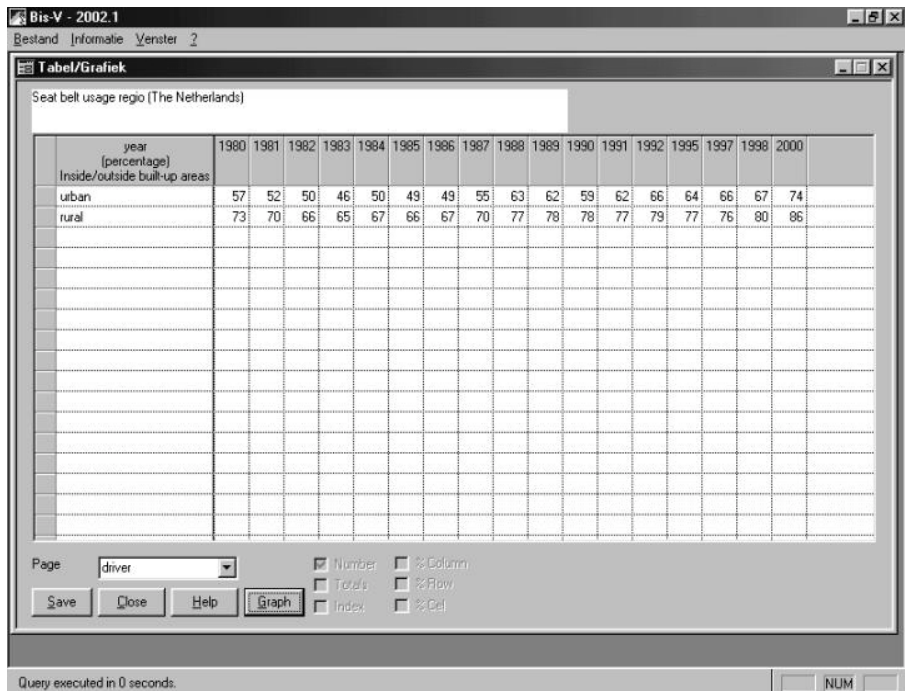 Bis-V - 2002.1
Bestand Informatie Venster ?
Tabel/Grafiek
Seat belt usage regio (The Netherlands)
year
(percentage)
Inside/outside built-up areas
1980 1981 1982 1983 1984 1985 1986 1987 1988 1989 1990 1991 1992 1995 1997 1998 2000
urban 57 52 50 46 50 49 49 55 63 62 59 62 66 64 66 67 74
rural 73 70 66 65 67 66 67 70 77 78 78 77 79 77 76 80 86
Page driver
Number % Column
Totals % Row
Index % Cel
Save Close Help Graph
Query executed in 0 seconds.
NUM